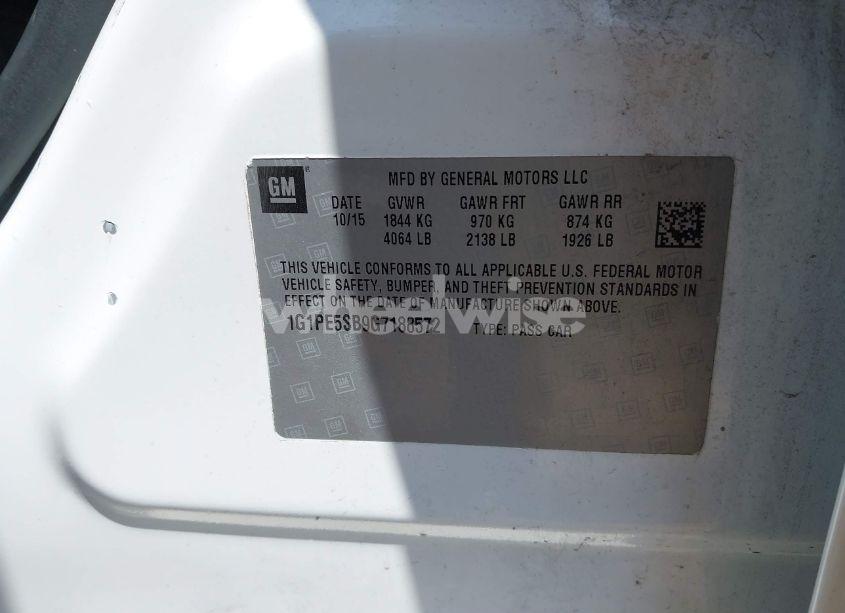 GM
MFD BY GENERAL MOTORS LLC
DATE GVWR GAWR FRT GAWR RR
10/15 1844 KG 970 KG 874 KG
4064 LB 2138 LB 1926 LB
THIS VEHICLE CONFORMS TO ALL APPLICABLE U.S. FEDERAL MOTOR
VEHICLE SAFETY, BUMPER, AND THEFT PREVENTION STANDARDS IN
EFFECT ON THE DATE OF MANUFACTURE SHOWN ABOVE.
1G1PE5SB9G7188572 TYPE: PASS CAR
wheelwise